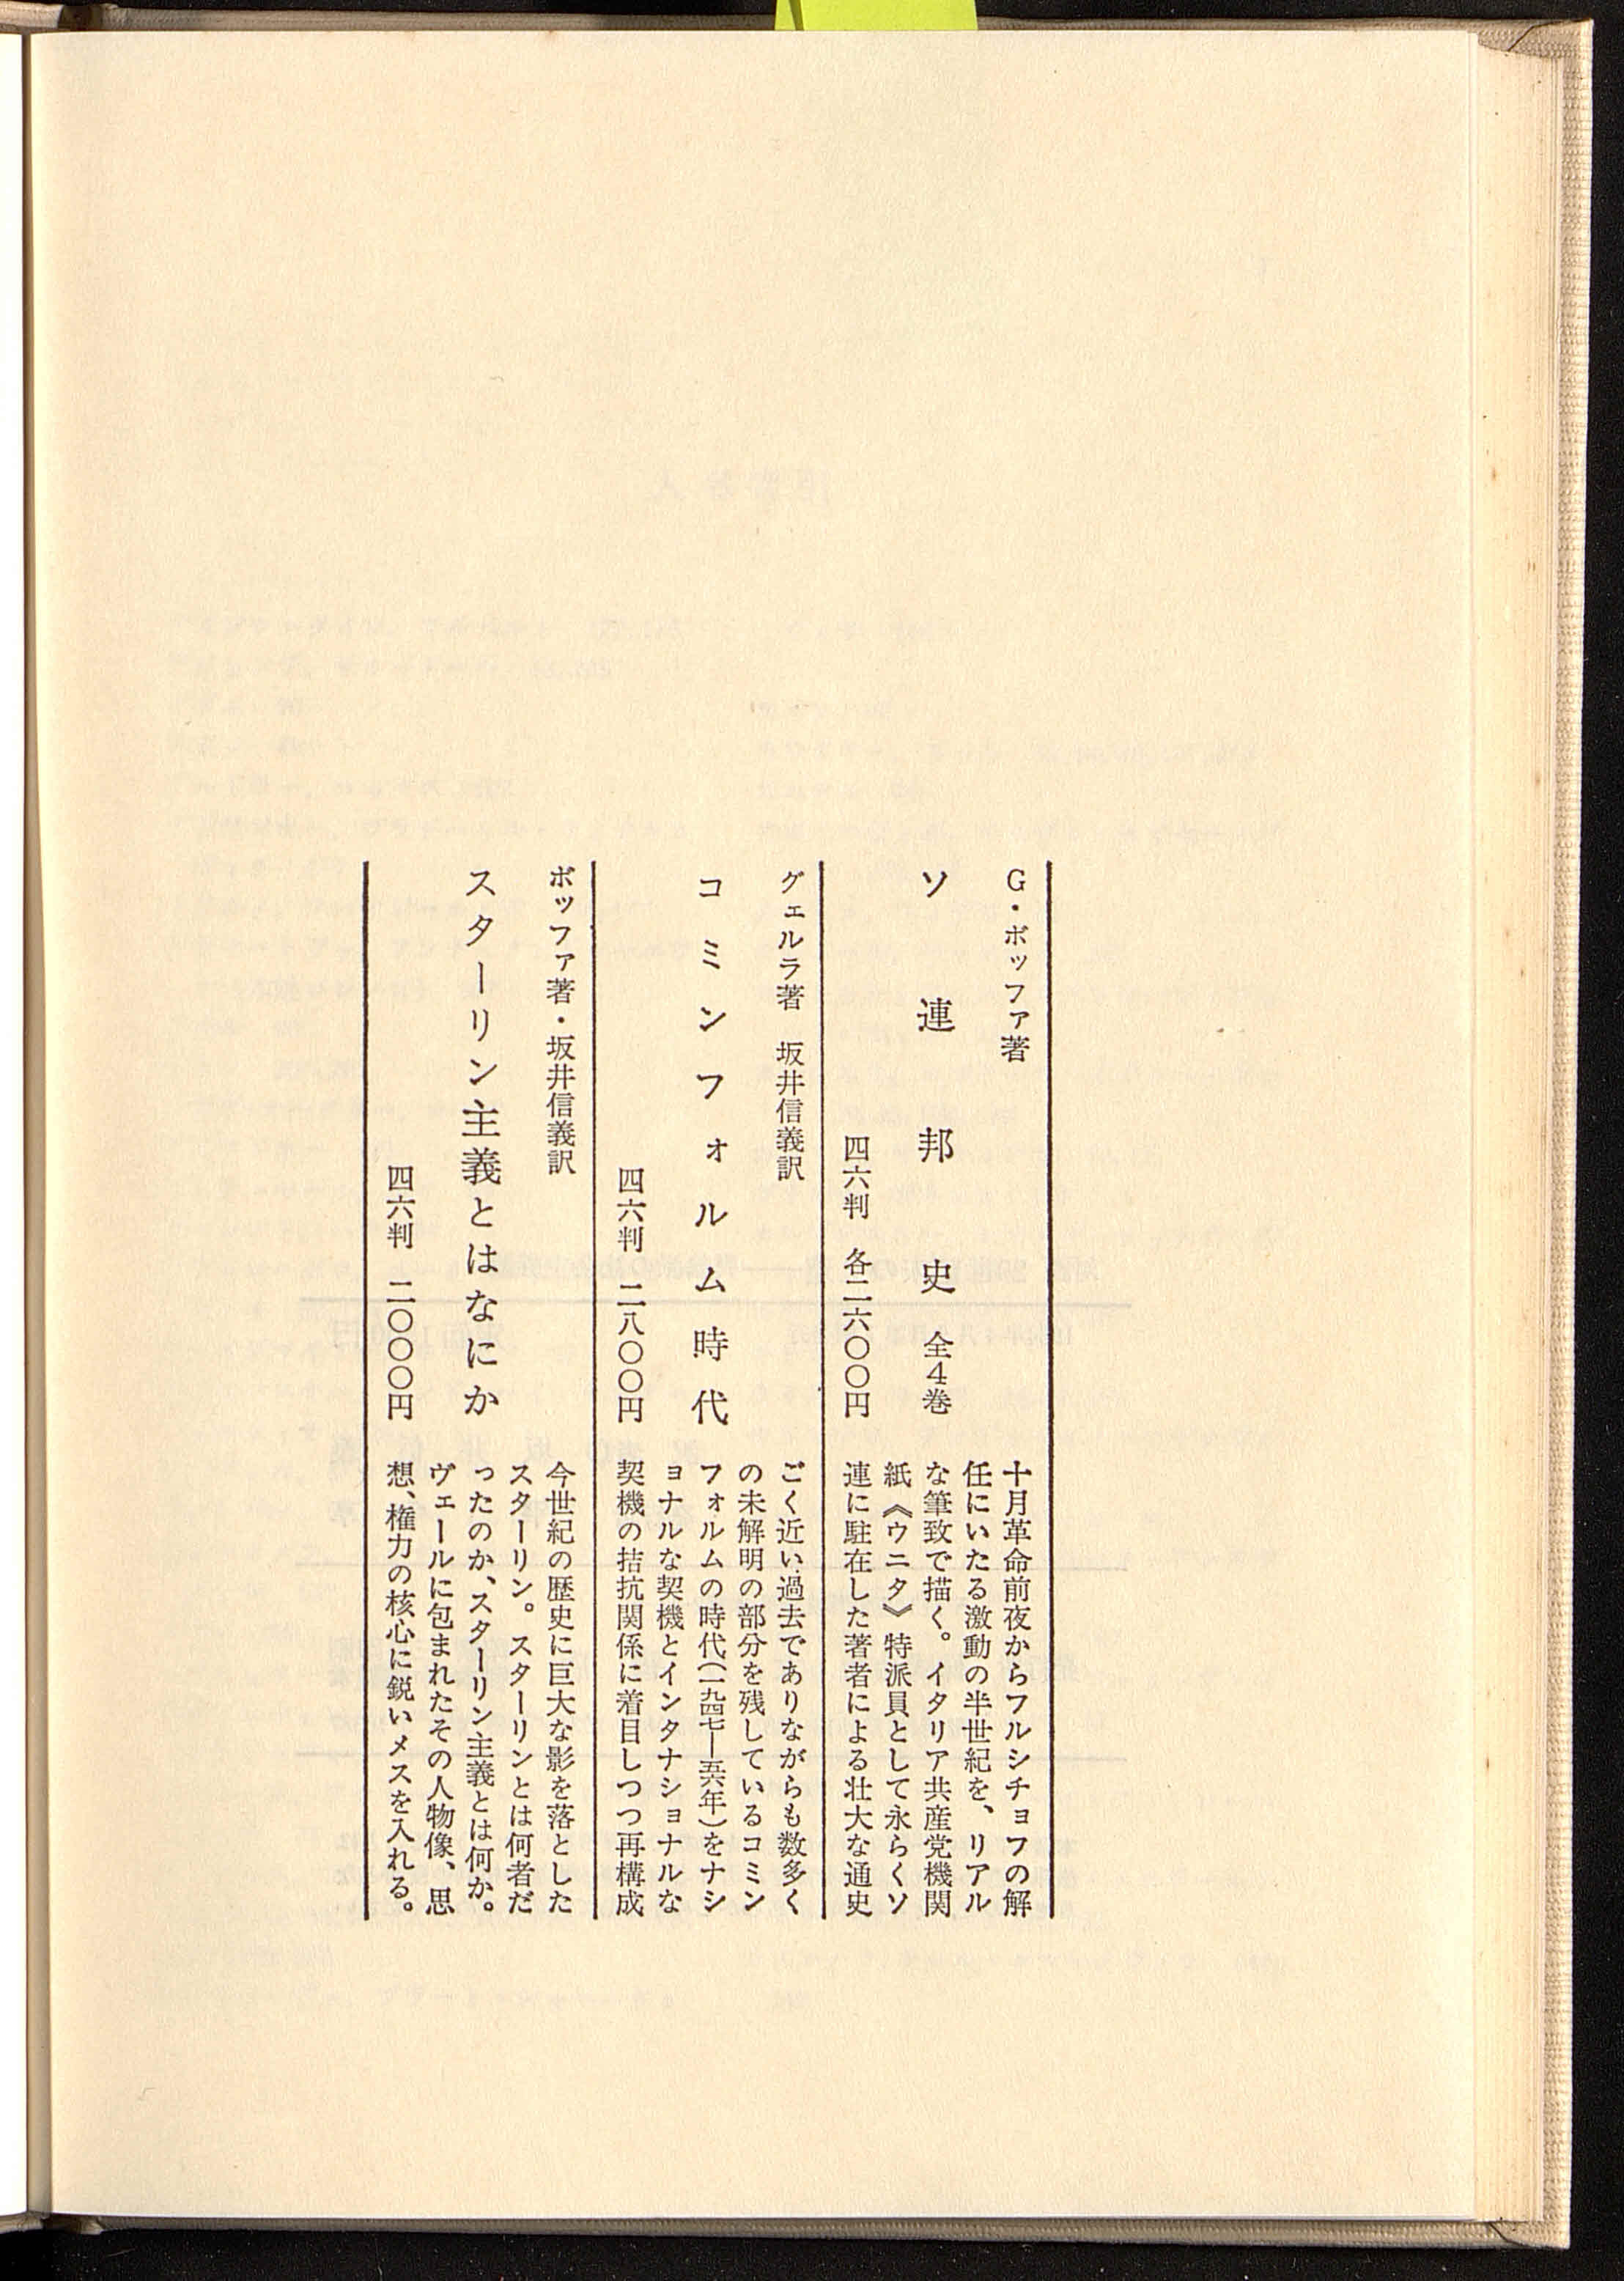 G・ボッファ著
ソ連邦史 全4巻
四六判 各二六〇〇円
十月革命前夜からフルシチョフの解
任にいたる激動の半世紀を、リアル
な筆致で描く。イタリア共産党機関
紙《ウニタ》特派員として永らくソ
連に駐在した著者による壮大な通史
グェルラ著 坂井信義訳
コミンフォルム時代
四六判 二八〇〇円
ごく近い過去でありながらも数多く
の未解明の部分を残しているコミン
フォルムの時代(一九四七―五六年)をナシ
ョナルな契機とインタナショナルな
契機の拮抗関係に着目しつつ再構成
ボッファ著・坂井信義訳
スターリン主義とはなにか
四六判 二〇〇〇円
今世紀の歴史に巨大な影を落とした
スターリン。スターリンとは何者だ
ったのか、スターリン主義とは何か。
ヴェールに包まれたその人物像、思
想、権力の核心に鋭いメスを入れる。